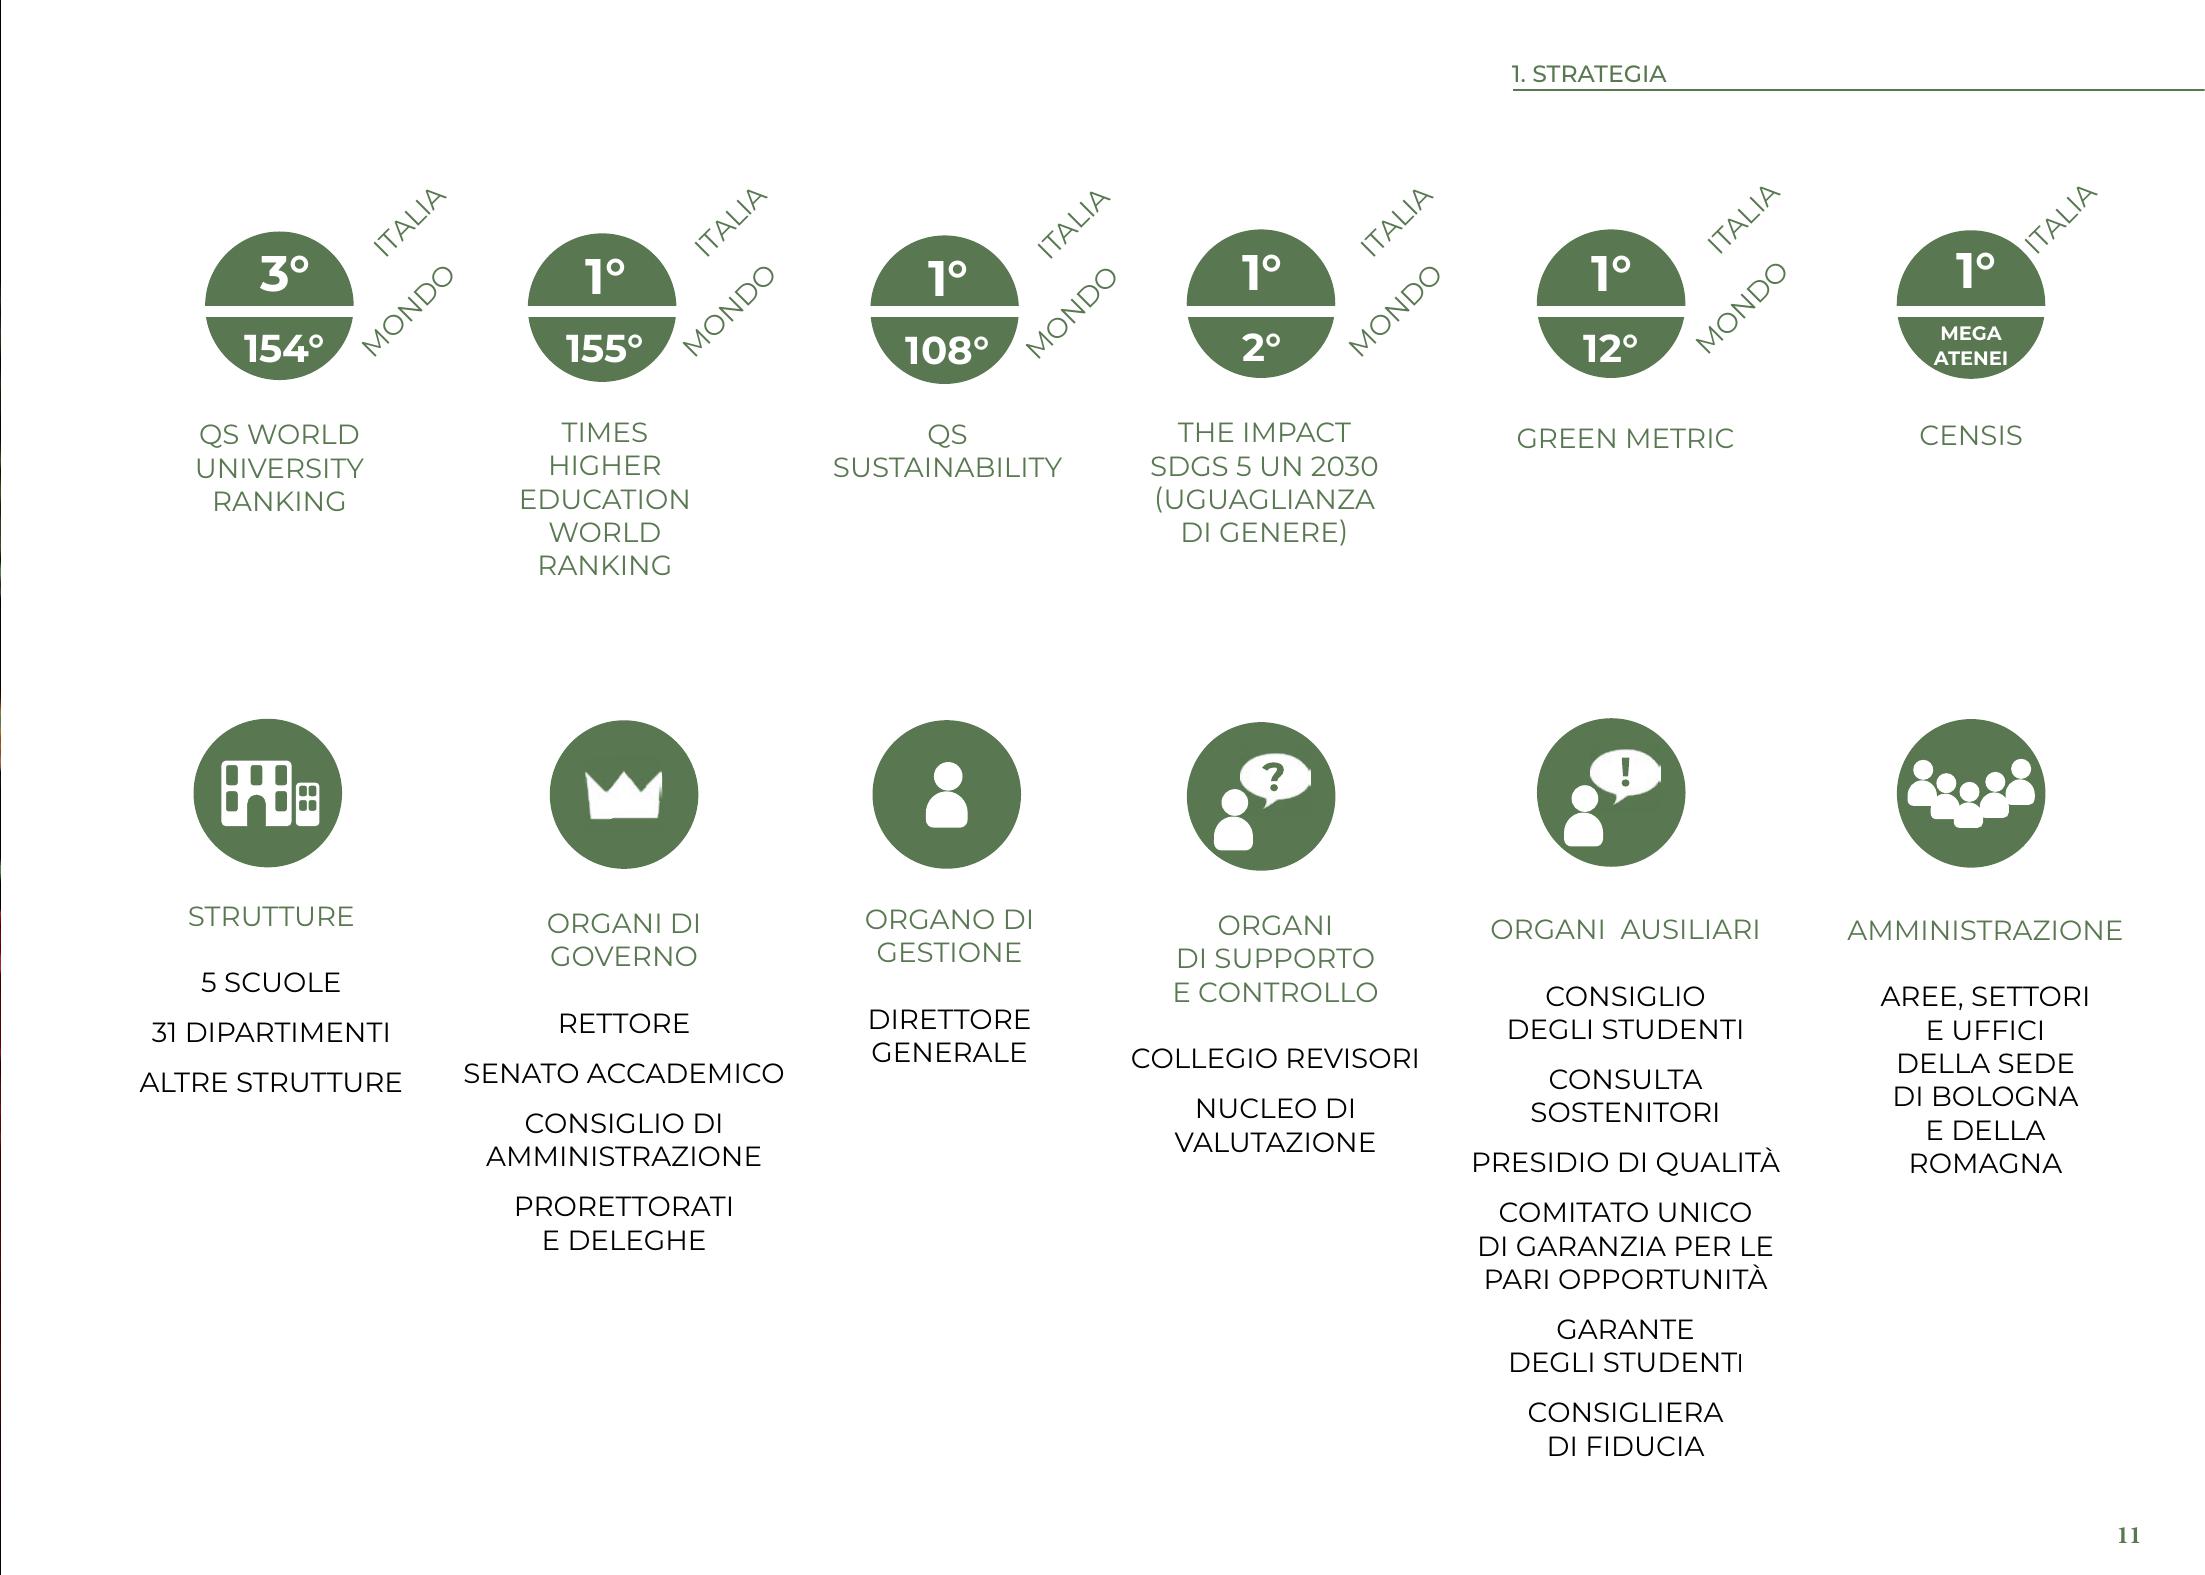 1. STRATEGIA
3°
ITALIA
154°
MONDO
QS WORLD
UNIVERSITY
RANKING
1°
ITALIA
155°
MONDO
TIMES
HIGHER
EDUCATION
WORLD
RANKING
1°
ITALIA
108°
MONDO
QS
SUSTAINABILITY
1°
ITALIA
2°
MONDO
THE IMPACT
SDGS 5 UN 2030
(UGUAGLIANZA
DI GENERE)
1°
ITALIA
12°
MONDO
GREEN METRIC
1°
ITALIA
MEGA
ATENEI
CENSIS
STRUTTURE
5 SCUOLE
31 DIPARTIMENTI
ALTRE STRUTTURE
ORGANI DI
GOVERNO
RETTORE
SENATO ACCADEMICO
CONSIGLIO DI
AMMINISTRAZIONE
PRORETTORATI
E DELEGHE
ORGANO DI
GESTIONE
DIRETTORE
GENERALE
?
ORGANI
DI SUPPORTO
E CONTROLLO
COLLEGIO REVISORI
NUCLEO DI
VALUTAZIONE
!
ORGANI  AUSILIARI
CONSIGLIO
DEGLI STUDENTI
CONSULTA
SOSTENITORI
PRESIDIO DI QUALITÀ
COMITATO UNICO
DI GARANZIA PER LE
PARI OPPORTUNITÀ
GARANTE
DEGLI STUDENTI
CONSIGLIERA
DI FIDUCIA
AMMINISTRAZIONE
AREE, SETTORI
E UFFICI
DELLA SEDE
DI BOLOGNA
E DELLA
ROMAGNA
11